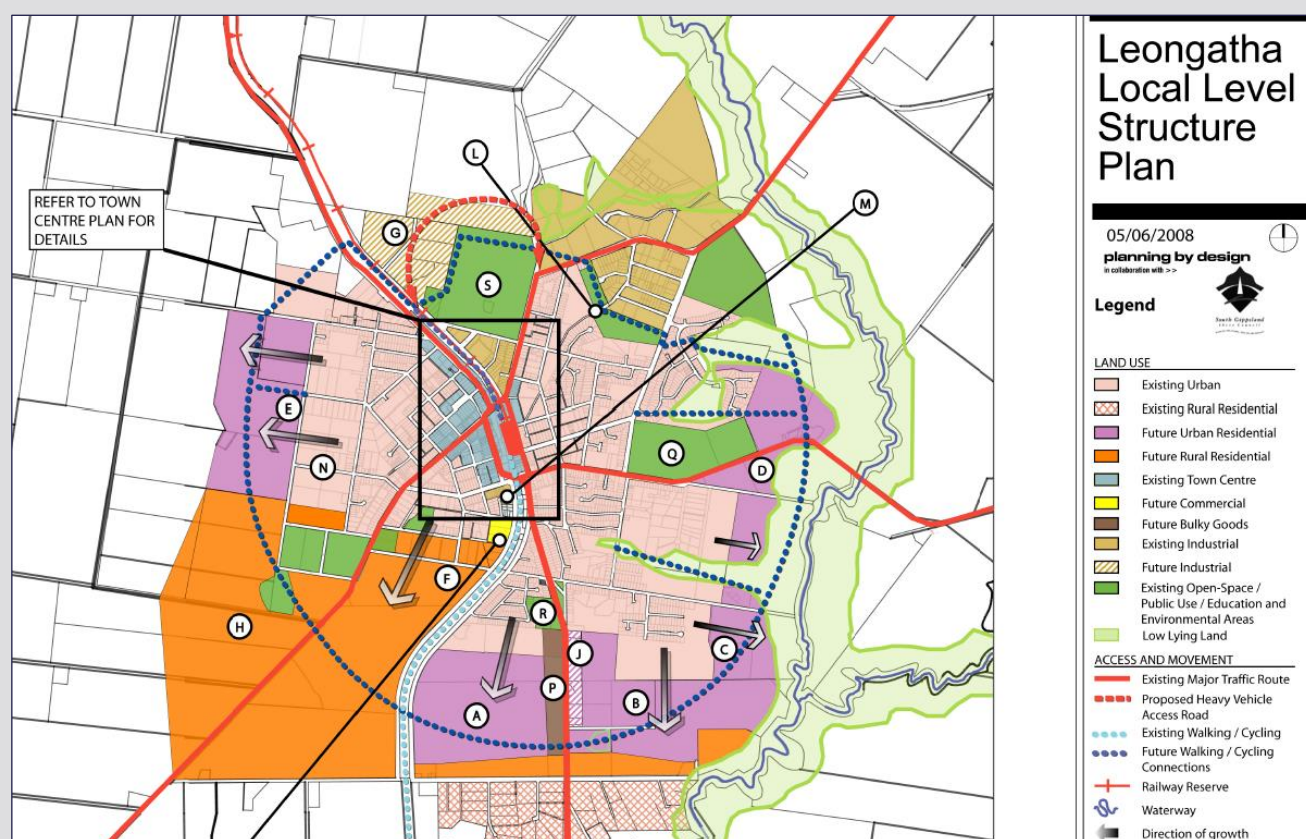 Leongatha
Local Level
Structure
Plan
05/06/2008
planning by design
in collaboration with >>
South Gippsland
Shire Council
Legend
LAND USE
Existing Urban
Existing Rural Residential
Future Urban Residential
Future Rural Residential
Existing Town Centre
Future Commercial
Future Bulky Goods
Existing Industrial
Future Industrial
Existing Open-Space /
Public Use / Education and
Environmental Areas
Low Lying Land
ACCESS AND MOVEMENT
Existing Major Traffic Route
Proposed Heavy Vehicle
Access Road
Existing Walking / Cycling
Future Walking / Cycling
Connections
Railway Reserve
Waterway
Direction of growth
REFER TO TOWN
CENTRE PLAN FOR
DETAILS
L
M
G
S
E
N
Q
D
F
H
R
J
C
P
A
B